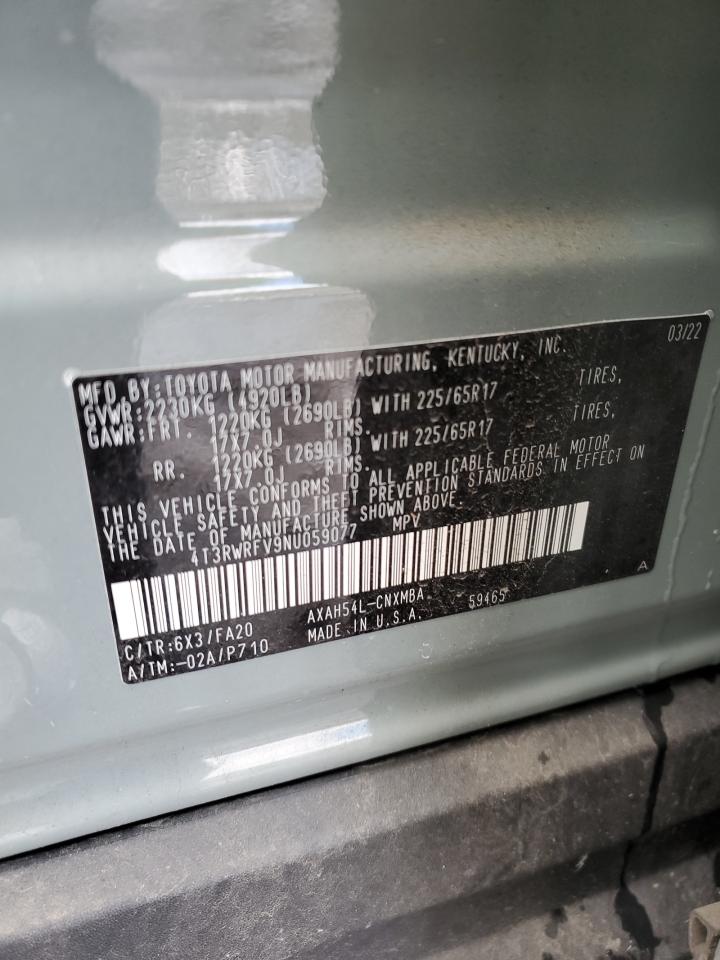 03/22
MFD.BY:TOYOTA MOTOR MANUFACTURING, KENTUCKY, INC.
GVWR:2230KG (4920LB)
GAWR:FRT. 1220KG (2690LB) WITH 225/65R17 TIRES,
17X7.0J RIMS.
RR. 1220KG (2690LB) WITH 225/65R17 TIRES,
17X7.0J RIMS.
THIS VEHICLE CONFORMS TO ALL APPLICABLE FEDERAL MOTOR
VEHICLE SAFETY AND THEFT PREVENTION STANDARDS IN EFFECT ON
THE DATE OF MANUFACTURE SHOWN ABOVE.
4T3RWRFV9NU059077 MPV
C/TR:6X3/FA20 AXAH54L-CNXMBA 59465 A
A/TM:-02A/P710 MADE IN U.S.A.